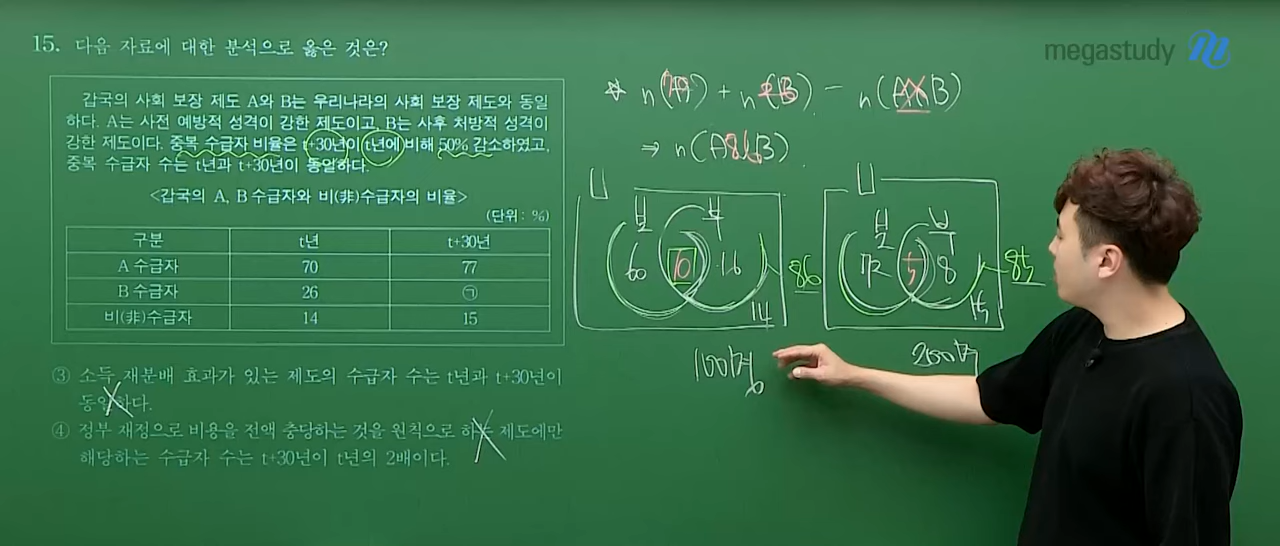 megastudy
15. 다음 자료에 대한 분석으로 옳은 것은?
갑국의 사회 보장 제도 A와 B는 우리나라의 사회 보장 제도와 동일
하다. A는 사전 예방적 성격이 강한 제도이고, B는 사후 처방적 성격이
강한 제도이다. 중복 수급자 비율은 t+30년이 t년에 비해 50% 감소하였고,
중복 수급자 수는 t년과 t+30년이 동일하다.
<갑국의 A, B 수급자와 비(非)수급자의 비율>
(단위 : %)
구분 t년 t+30년
A 수급자 70 77
B 수급자 26 ㉠
비(非)수급자 14 15
③ 소득 재분배 효과가 있는 제도의 수급자 수는 t년과 t+30년이
동일하다.
④ 정부 재정으로 비용을 전액 충당하는 것을 원칙으로 하는 제도에만
해당하는 수급자 수는 t+30년이 t년의 2배이다.
n(A) + n(B) - n(A∩B)
⇒ n(A∪B)
U
보 부
60 10 16 86
14
100명
U
보 부
72 5 8 85
15
200명